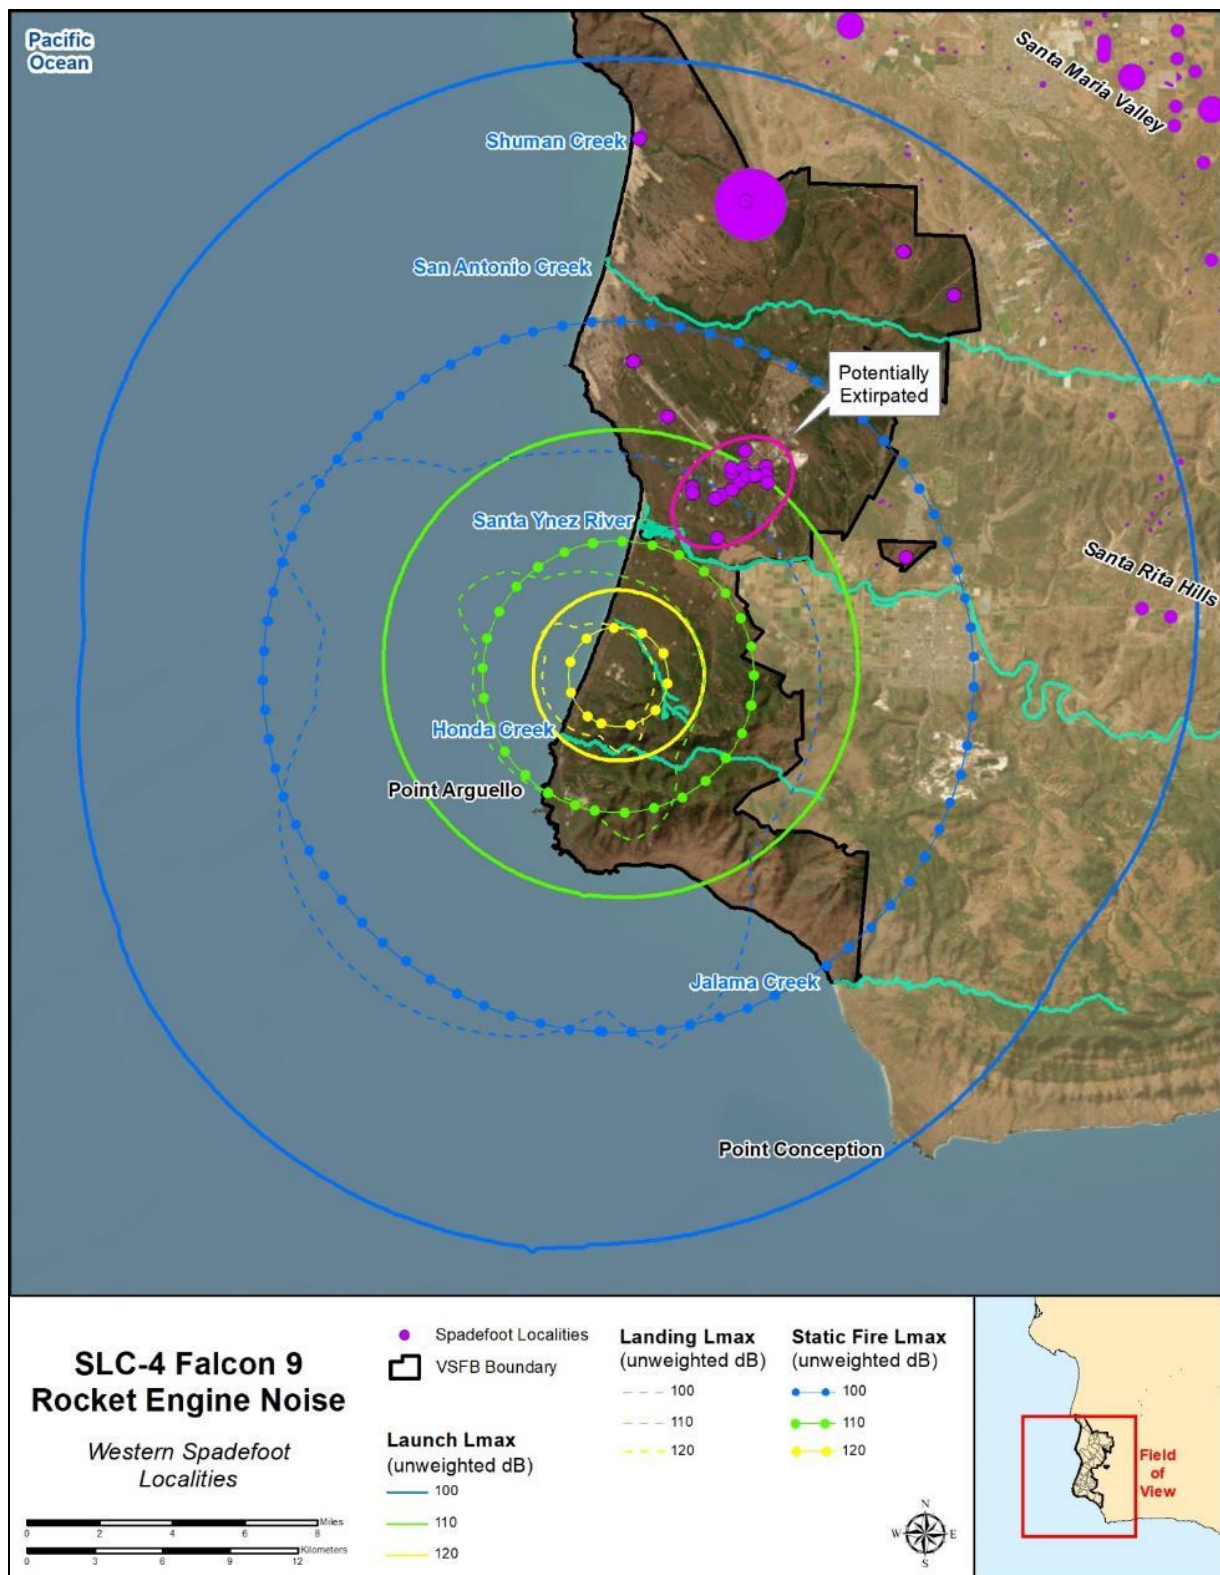 Pacific
Ocean
Santa Maria Valley
Shuman Creek
San Antonio Creek
Potentially
Extirpated
Santa Ynez River
Santa Rita Hills
Honda Creek
Point Arguello
Jalama Creek
Point Conception
SLC-4 Falcon 9
Rocket Engine Noise
Western Spadefoot
Localities
0 2 4 6 8 Miles
0 3 6 9 12 Kilometers
Spadefoot Localities
VSFB Boundary
Launch Lmax
(unweighted dB)
100
110
120
Landing Lmax
(unweighted dB)
100
110
120
Static Fire Lmax
(unweighted dB)
100
110
120
N
W E
S
Field
of
View